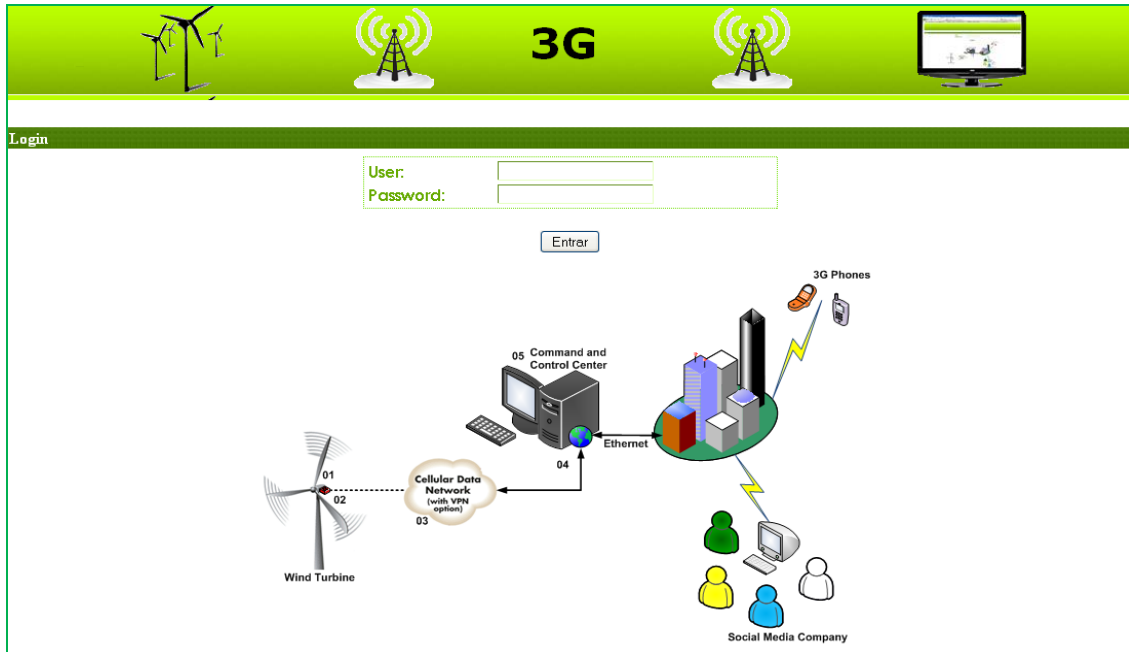 3G
Login
User:
Password:
Entrar
3G Phones
05 Command and
Control Center
Ethernet
04
01
02
Cellular Data
Network
(with VPN
option)
03
Wind Turbine
Social Media Company